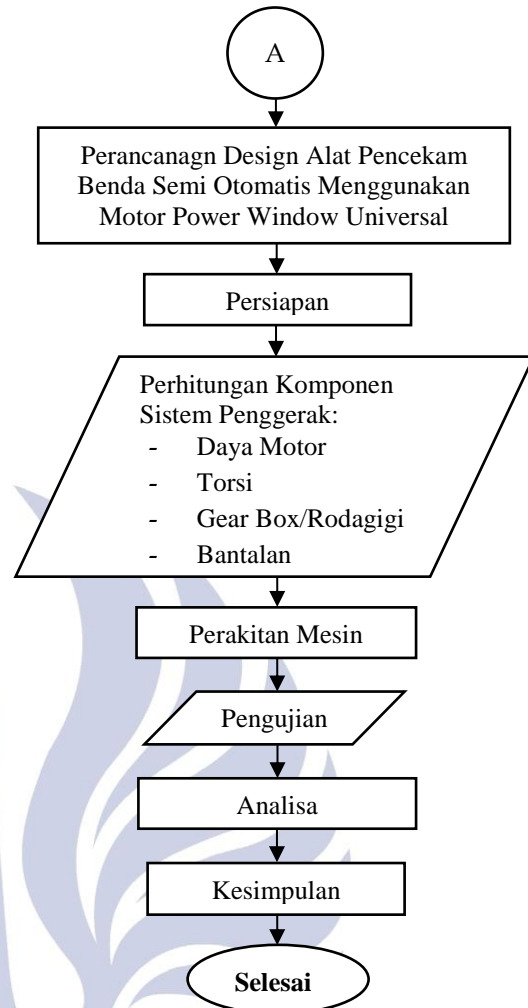 A
Perancanagn Design Alat Pencekam
Benda Semi Otomatis Menggunakan
Motor Power Window Universal
Persiapan
Perhitungan Komponen
Sistem Penggerak:
- Daya Motor
- Torsi
- Gear Box/Rodagigi
- Bantalan
Perakitan Mesin
Pengujian
Analisa
Kesimpulan
Selesai